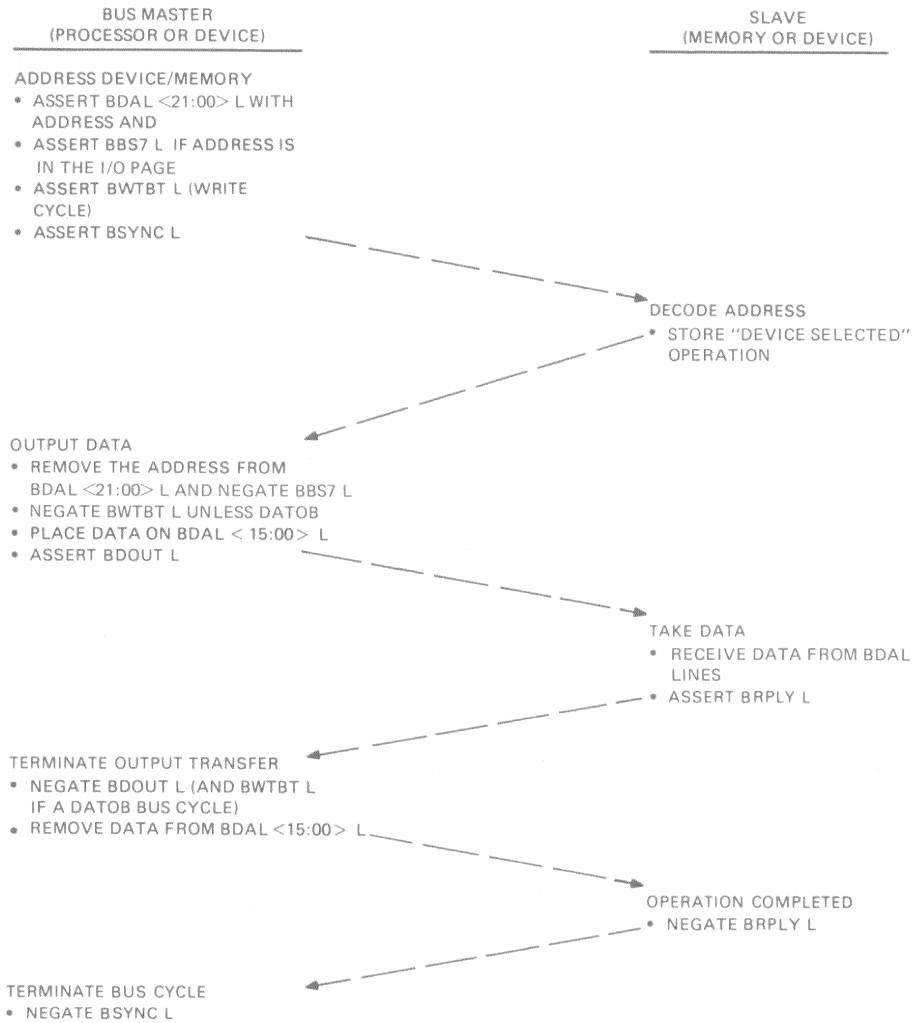 BUS MASTER
(PROCESSOR OR DEVICE)
SLAVE
(MEMORY OR DEVICE)
ADDRESS DEVICE/MEMORY
• ASSERT BDAL <21:00> L WITH
ADDRESS AND
• ASSERT BBS7 L IF ADDRESS IS
IN THE I/O PAGE
• ASSERT BWTBT L (WRITE
CYCLE)
• ASSERT BSYNC L
DECODE ADDRESS
• STORE "DEVICE SELECTED"
OPERATION
OUTPUT DATA
• REMOVE THE ADDRESS FROM
BDAL <21:00> L AND NEGATE BBS7 L
• NEGATE BWTBT L UNLESS DATOB
• PLACE DATA ON BDAL < 15:00> L
• ASSERT BDOUT L
TAKE DATA
• RECEIVE DATA FROM BDAL
LINES
• ASSERT BRPLY L
TERMINATE OUTPUT TRANSFER
• NEGATE BDOUT L (AND BWTBT L
IF A DATOB BUS CYCLE)
• REMOVE DATA FROM BDAL <15:00> L
OPERATION COMPLETED
• NEGATE BRPLY L
TERMINATE BUS CYCLE
• NEGATE BSYNC L